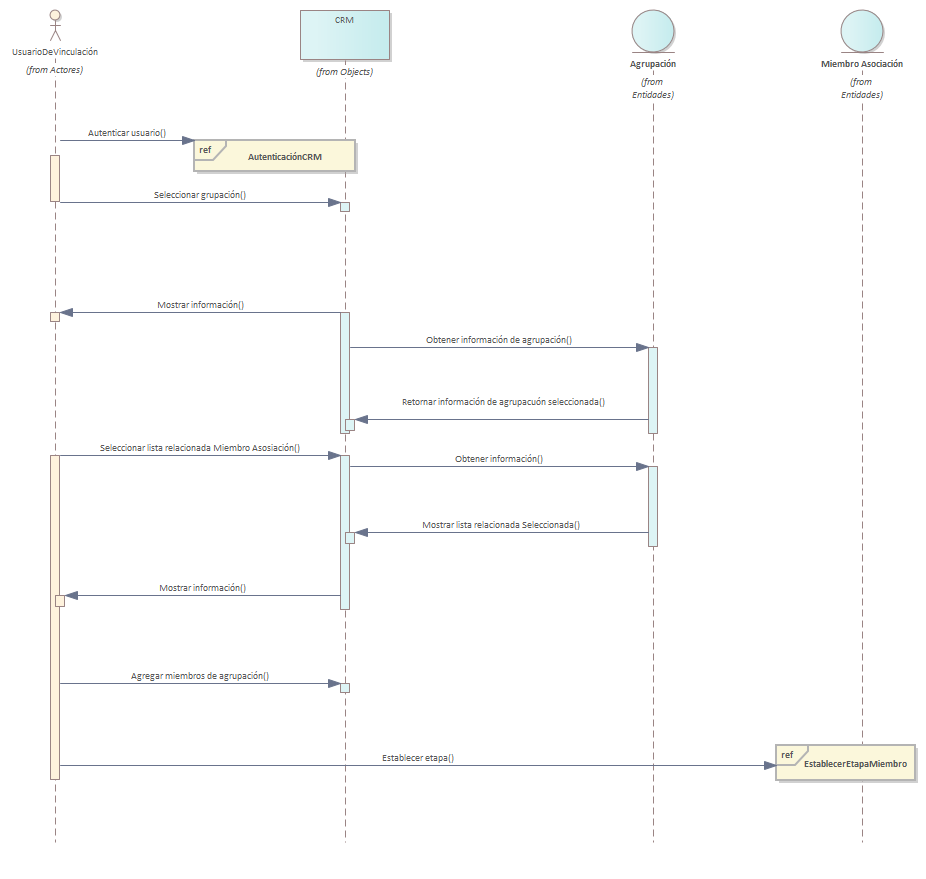 CRM
UsuarioDeVinculación
(from Actores)
(from Objects)
Agrupación
(from
Entidades)
Miembro Asociación
(from
Entidades)
Autenticar usuario()
ref
AutenticaciónCRM
Seleccionar grupación()
Mostrar información()
Obtener información de agrupación()
Retornar información de agrupacuón seleccionada()
Seleccionar lista relacionada Miembro Asosiación()
Obtener información()
Mostrar lista relacionada Seleccionada()
Mostrar información()
Agregar miembros de agrupación()
Establecer etapa()
ref
EstablecerEtapaMiembro